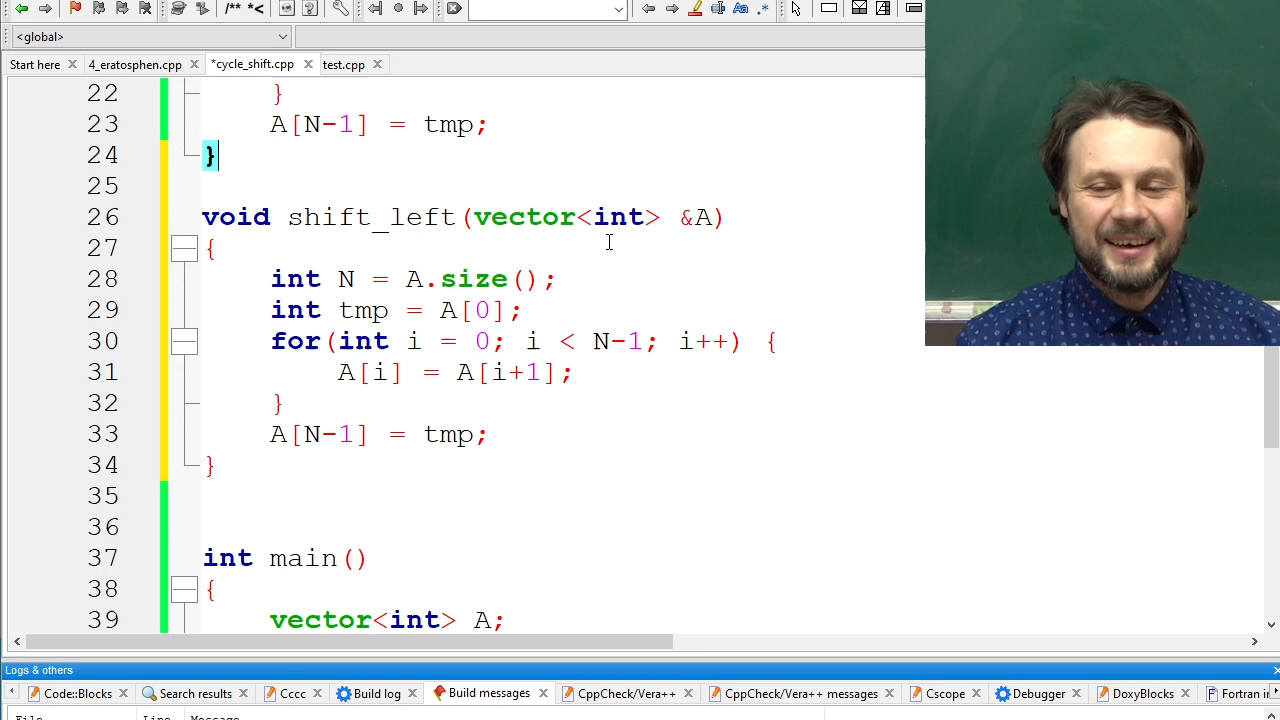 /** *<
<global>
Start here 4_eratosphen.cpp *cycle_shift.cpp test.cpp
22 }
23 A[N-1] = tmp;
24 }
25
26 void shift_left(vector<int> &A)
27 {
28 int N = A.size();
29 int tmp = A[0];
30 for(int i = 0; i < N-1; i++) {
31 A[i] = A[i+1];
32 }
33 A[N-1] = tmp;
34 }
35
36
37 int main()
38 {
39 vector<int> A;
Logs & others
Code::Blocks Search results Cccc Build log Build messages CppCheck/Vera++ CppCheck/Vera++ messages Cscope Debugger DoxyBlocks Fortran in
File Line Message